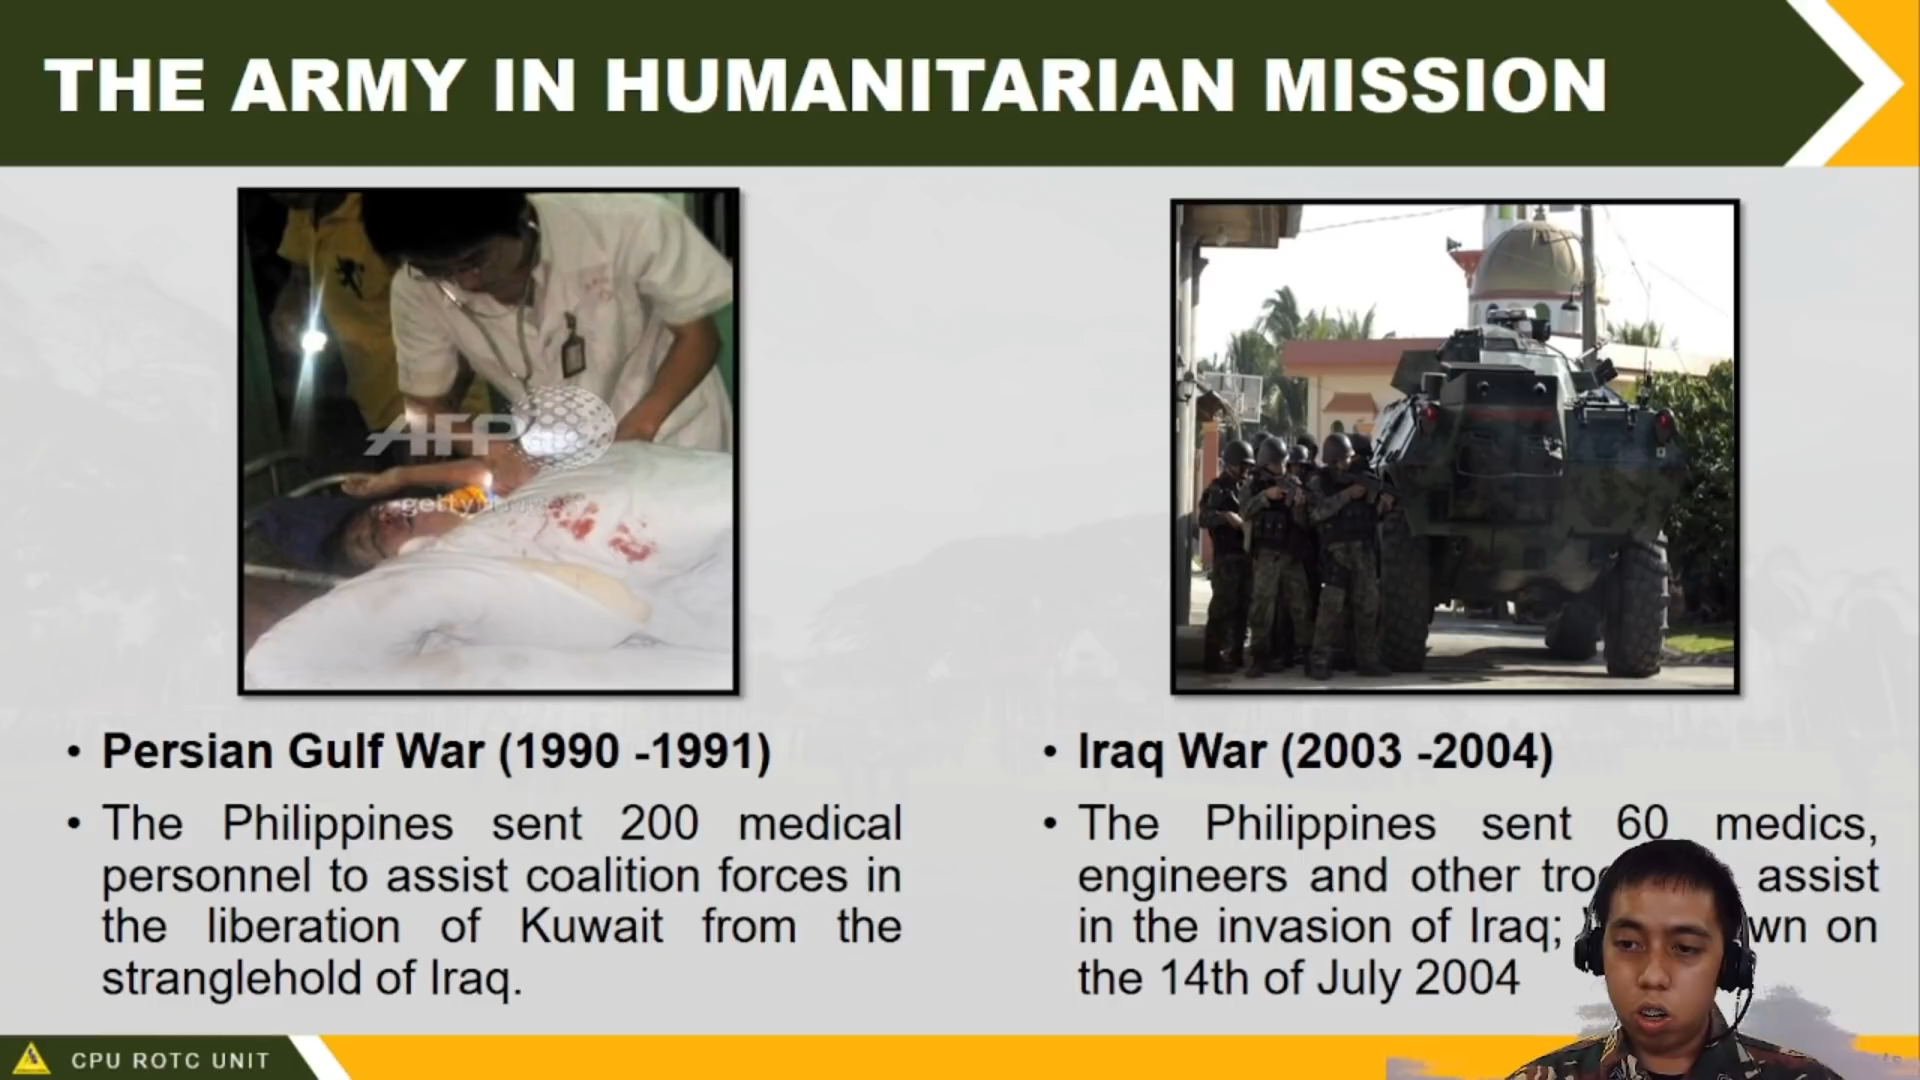 THE ARMY IN HUMANITARIAN MISSION
AFP
getty
• Persian Gulf War (1990 -1991)
• The Philippines sent 200 medical
personnel to assist coalition forces in
the liberation of Kuwait from the
stranglehold of Iraq.
• Iraq War (2003 -2004)
• The Philippines sent 60 medics,
engineers and other assist
in the invasion of Iraq; on
the 14th of July 2004
CPU ROTC UNIT